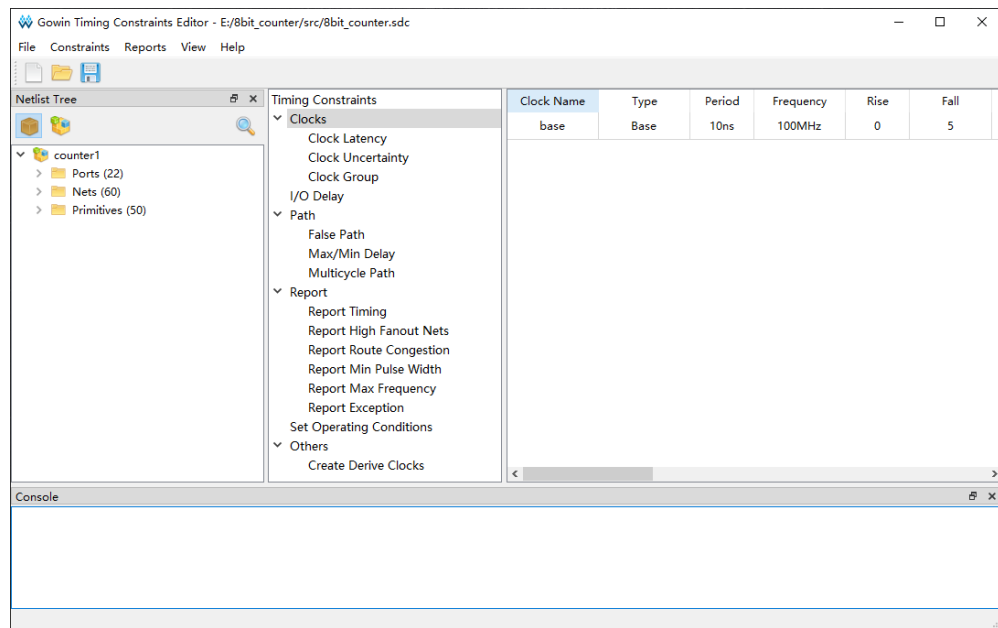 Gowin Timing Constraints Editor - E:/8bit_counter/src/8bit_counter.sdc
File Constraints Reports View Help
Netlist Tree
counter1
Ports (22)
Nets (60)
Primitives (50)
Timing Constraints
Clocks
Clock Latency
Clock Uncertainty
Clock Group
I/O Delay
Path
False Path
Max/Min Delay
Multicycle Path
Report
Report Timing
Report High Fanout Nets
Report Route Congestion
Report Min Pulse Width
Report Max Frequency
Report Exception
Set Operating Conditions
Others
Create Derive Clocks
Clock Name Type Period Frequency Rise Fall
base Base 10ns 100MHz 0 5
Console